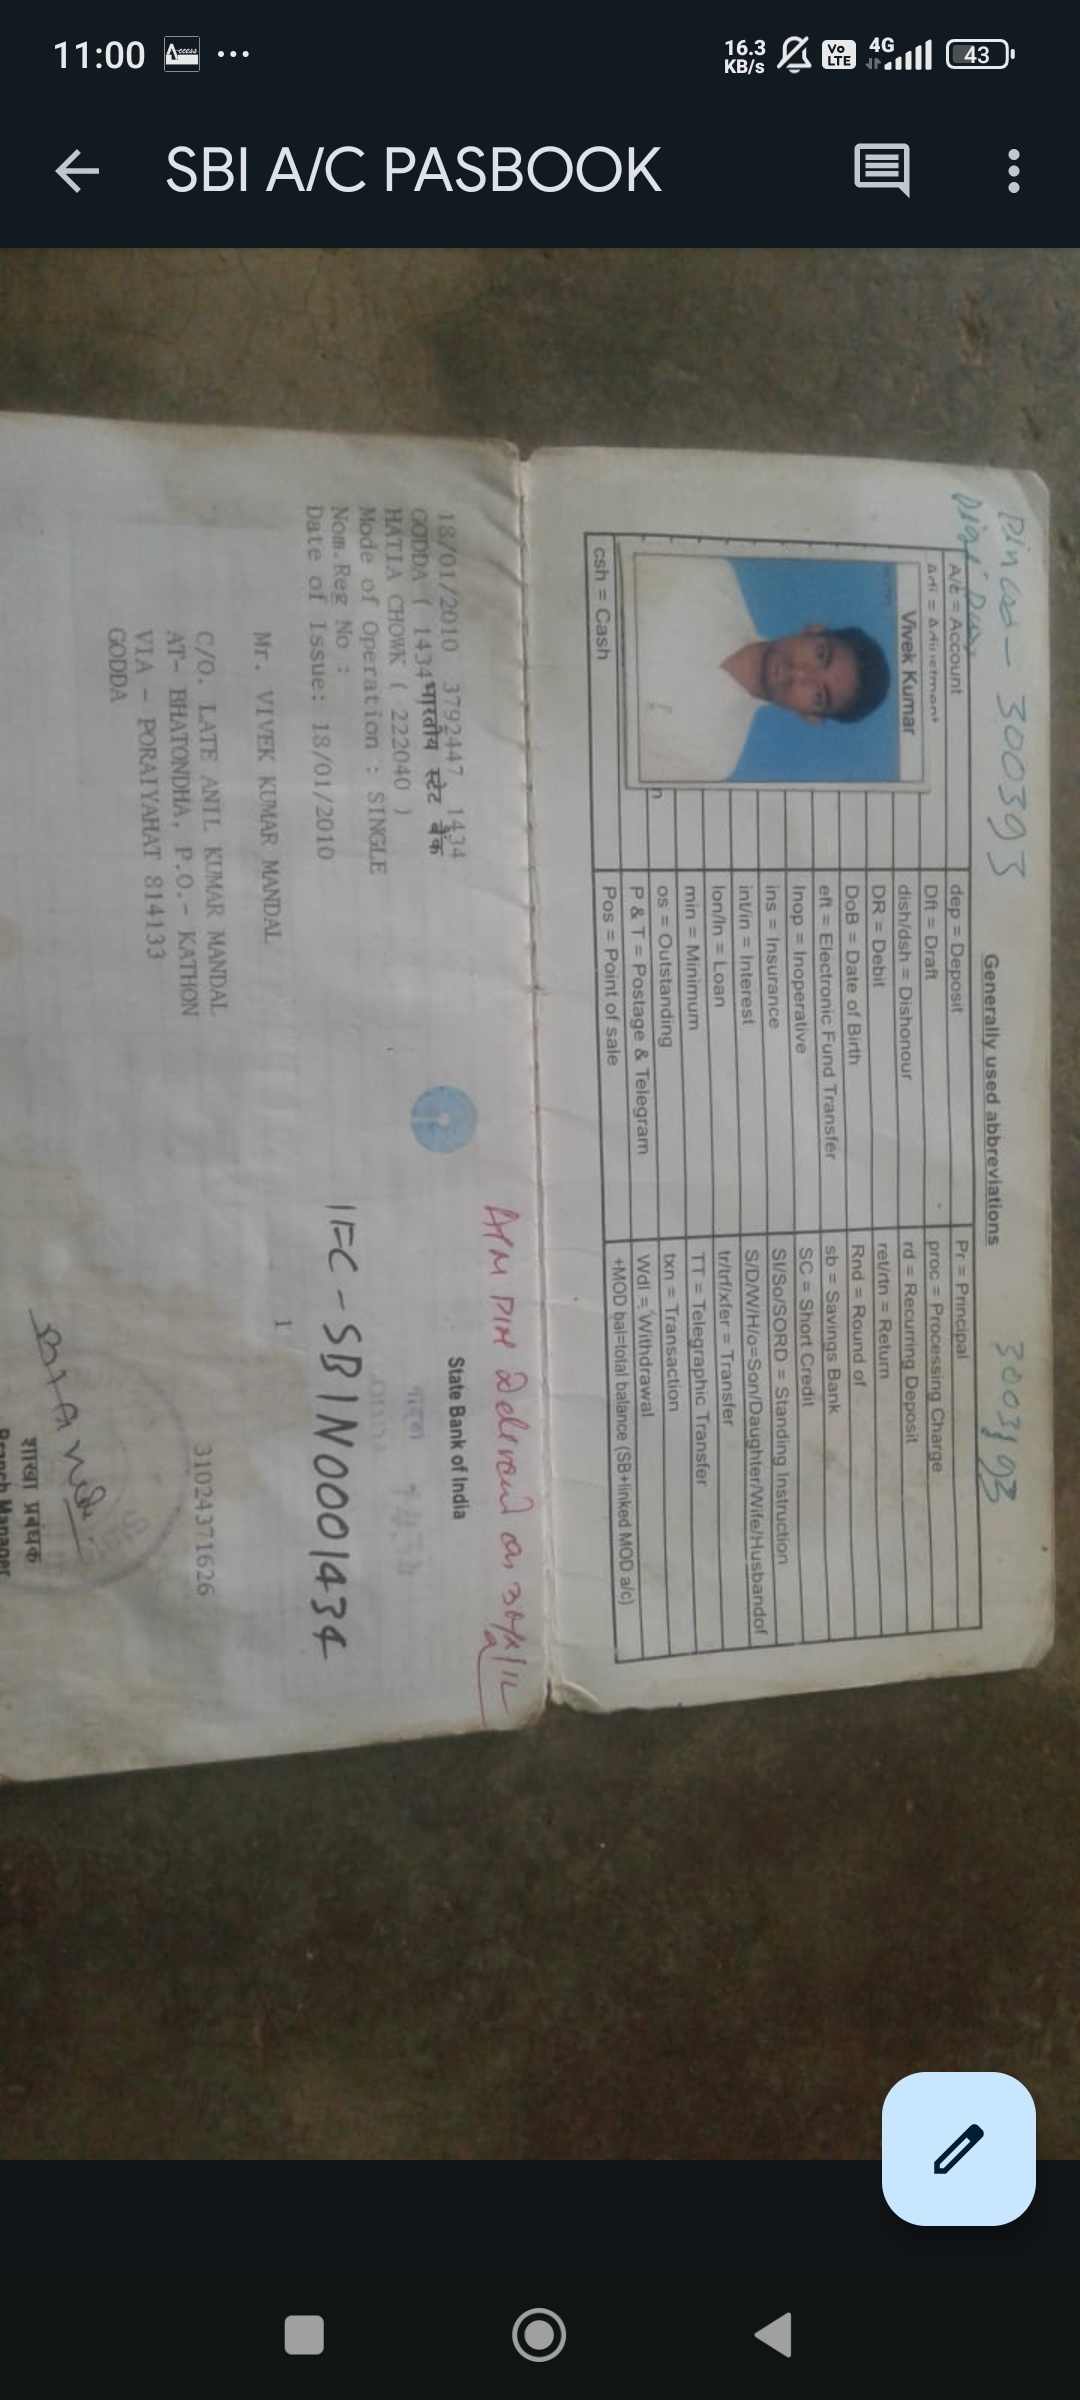 11:00
16.3 KB/s
Vo LTE
4G
43
SBI A/C PASBOOK
300393
Generally used abbreviations
A/c = Account
dep = Deposit
Pr = Principal
Dft = Draft
proc = Processing Charge
Vivek Kumar
dish/dsh = Dishonour
rd = Recurring Deposit
DR = Debit
ret/rtn = Return
DoB = Date of Birth
Rnd = Round of
eft = Electronic Fund Transfer
sb = Savings Bank
Inop = Inoperative
SC = Short Credit
ins = Insurance
SI/So/SORD = Standing Instruction
int/in = Interest
S/D/W/H/o=Son/Daughter/Wife/Husbandof
lon/ln = Loan
tr/trf/xfer = Transfer
min = Minimum
TT = Telegraphic Transfer
os = Outstanding
txn = Transaction
P & T = Postage & Telegram
Wdl = Withdrawal
csh = Cash
Pos = Point of sale
+MOD bal=total balance (SB+linked MOD a/c)
ATM PIN
18/01/2010 3792447 1434
भारतीय स्टेट बैंक
State Bank of India
GODDA ( 1434
HATIA CHOWK ( 222040 )
Mode of Operation : SINGLE
Nom.Reg No :
Date of Issue: 18/01/2010
IFC - SBIN0001434
1
Mr. VIVEK KUMAR MANDAL
C/O. LATE ANIL KUMAR MANDAL
31024371626
AT- BHATONDHA, P.O.- KATHON
VIA - PORAIYAHAT 814133
GODDA
शाखा प्रबंधक
Branch Manager